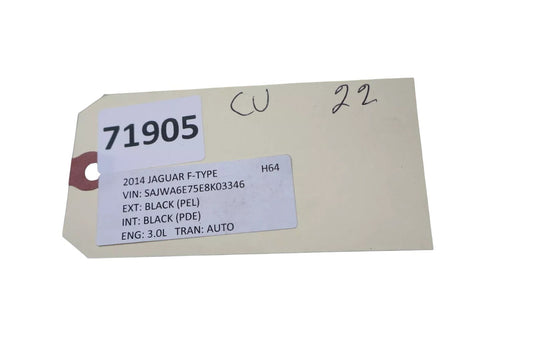 CU 22
71905
2014 JAGUAR F-TYPE H64
VIN: SAJWA6E75E8K03346
EXT: BLACK (PEL)
INT: BLACK (PDE)
ENG: 3.0L TRAN: AUTO